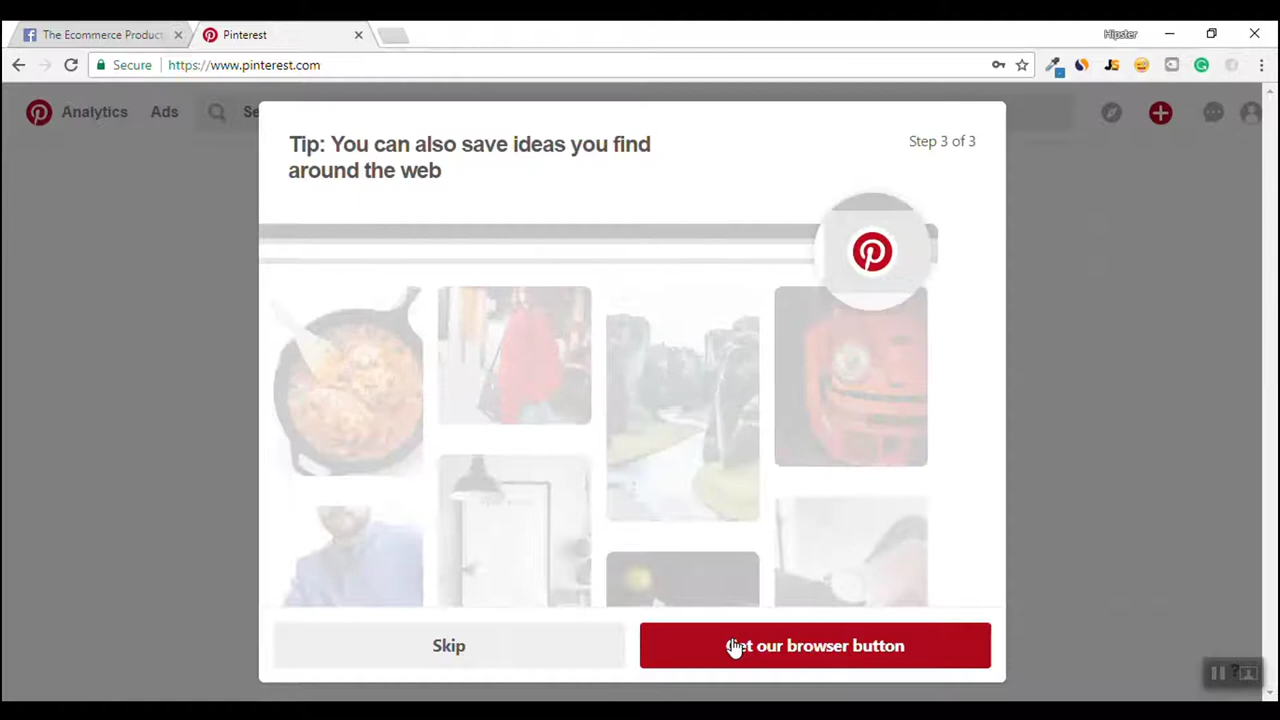 The Ecommerce Product
Pinterest
Hipster
Secure
https://www.pinterest.com
Analytics
Ads
Tip: You can also save ideas you find
around the web
Step 3 of 3
Skip
our browser button